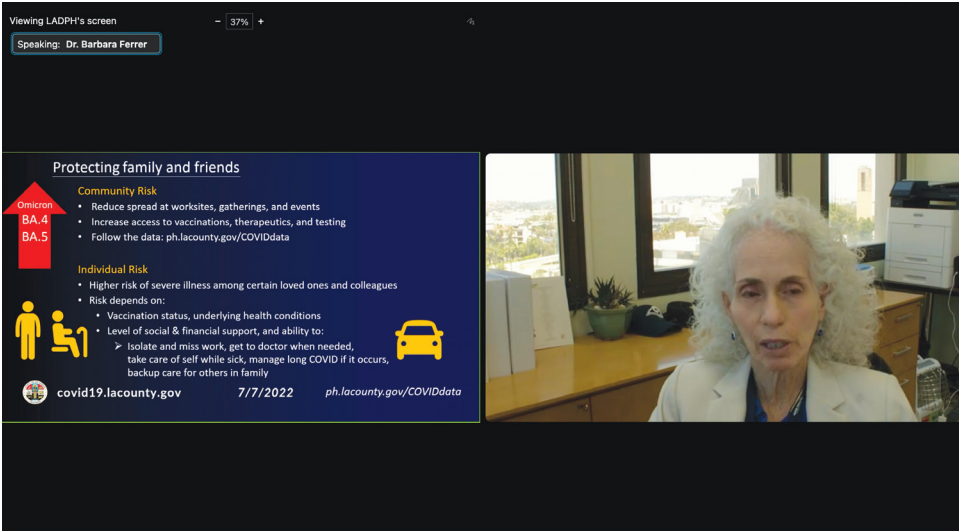 Viewing LADPH's screen
− 37% +
Speaking: Dr. Barbara Ferrer
Protecting family and friends
Omicron
BA.4
BA.5
Community Risk
• Reduce spread at worksites, gatherings, and events
• Increase access to vaccinations, therapeutics, and testing
• Follow the data: ph.lacounty.gov/COVIDdata
Individual Risk
• Higher risk of severe illness among certain loved ones and colleagues
• Risk depends on:
• Vaccination status, underlying health conditions
• Level of social & financial support, and ability to:
➢ Isolate and miss work, get to doctor when needed,
take care of self while sick, manage long COVID if it occurs,
backup care for others in family
covid19.lacounty.gov 7/7/2022 ph.lacounty.gov/COVIDdata